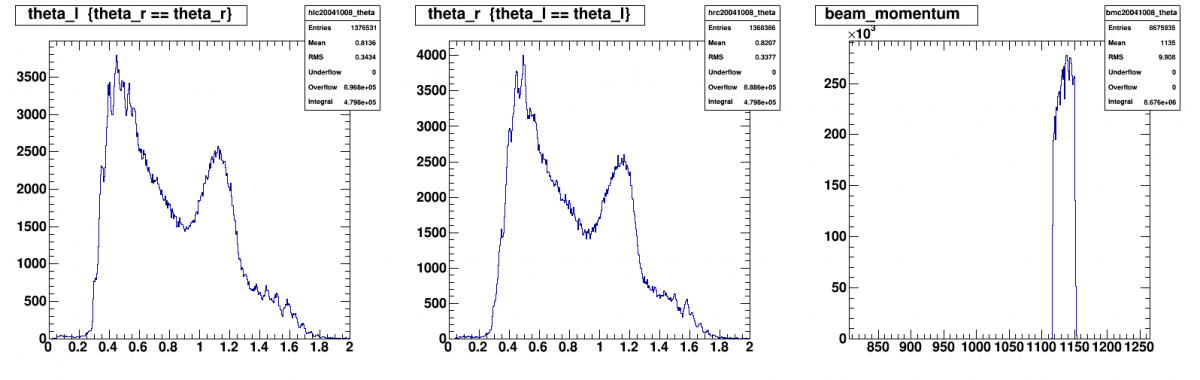 theta_l {theta_r == theta_r}
hlc20041008_theta
Entries 1376531
Mean 0.8136
RMS 0.3434
Underflow 0
Overflow 8.968e+05
Integral 4.798e+05
3500
3000
2500
2000
1500
1000
500
0
0 0.2 0.4 0.6 0.8 1 1.2 1.4 1.6 1.8 2
theta_r {theta_l == theta_l}
hrc20041008_theta
Entries 1368386
Mean 0.8207
RMS 0.3377
Underflow 0
Overflow 8.886e+05
Integral 4.798e+05
4000
3500
3000
2500
2000
1500
1000
500
0
0 0.2 0.4 0.6 0.8 1 1.2 1.4 1.6 1.8 2
beam_momentum
bmc20041008_theta
Entries 8675935
Mean 1135
RMS 9.908
Underflow 0
Overflow 0
Integral 8.676e+06
×10³
250
200
150
100
50
0
850 900 950 1000 1050 1100 1150 1200 1250